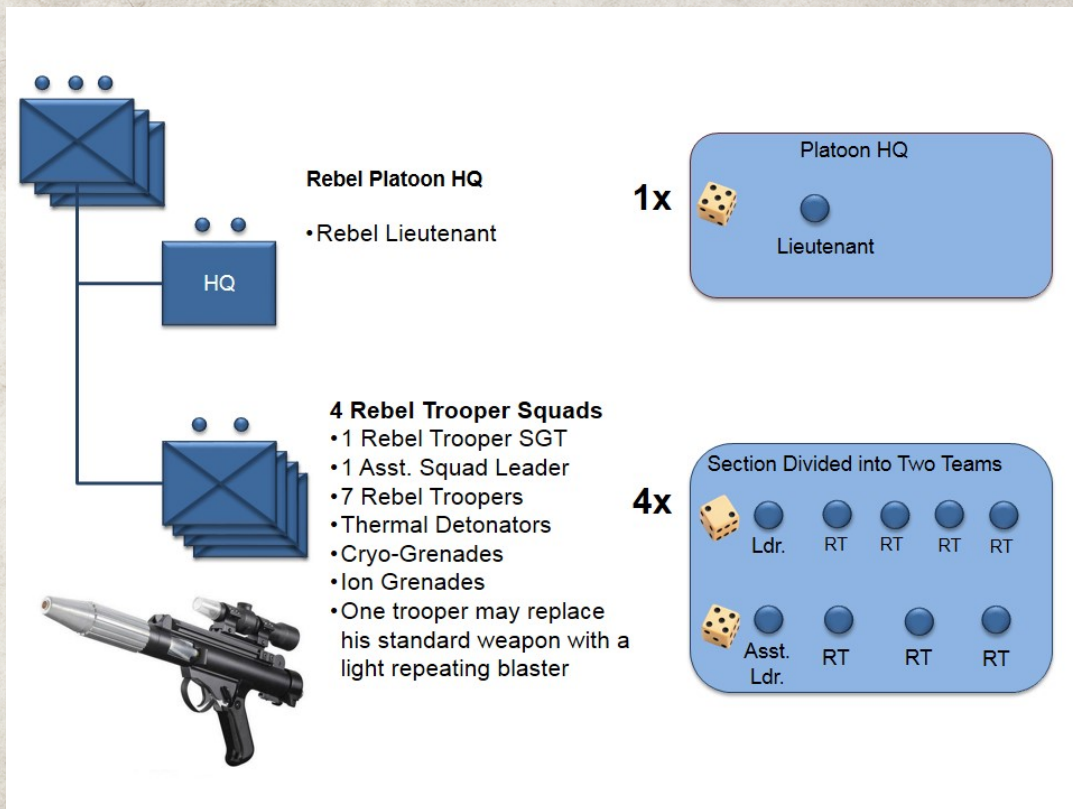 Rebel Platoon HQ
•Rebel Lieutenant
HQ
1x
Platoon HQ
Lieutenant
4 Rebel Trooper Squads
•1 Rebel Trooper SGT
•1 Asst. Squad Leader
•7 Rebel Troopers
•Thermal Detonators
•Cryo-Grenades
•Ion Grenades
•One trooper may replace
his standard weapon with a
light repeating blaster
4x
Section Divided into Two Teams
Ldr. RT RT RT RT
Asst. RT RT RT
Ldr.